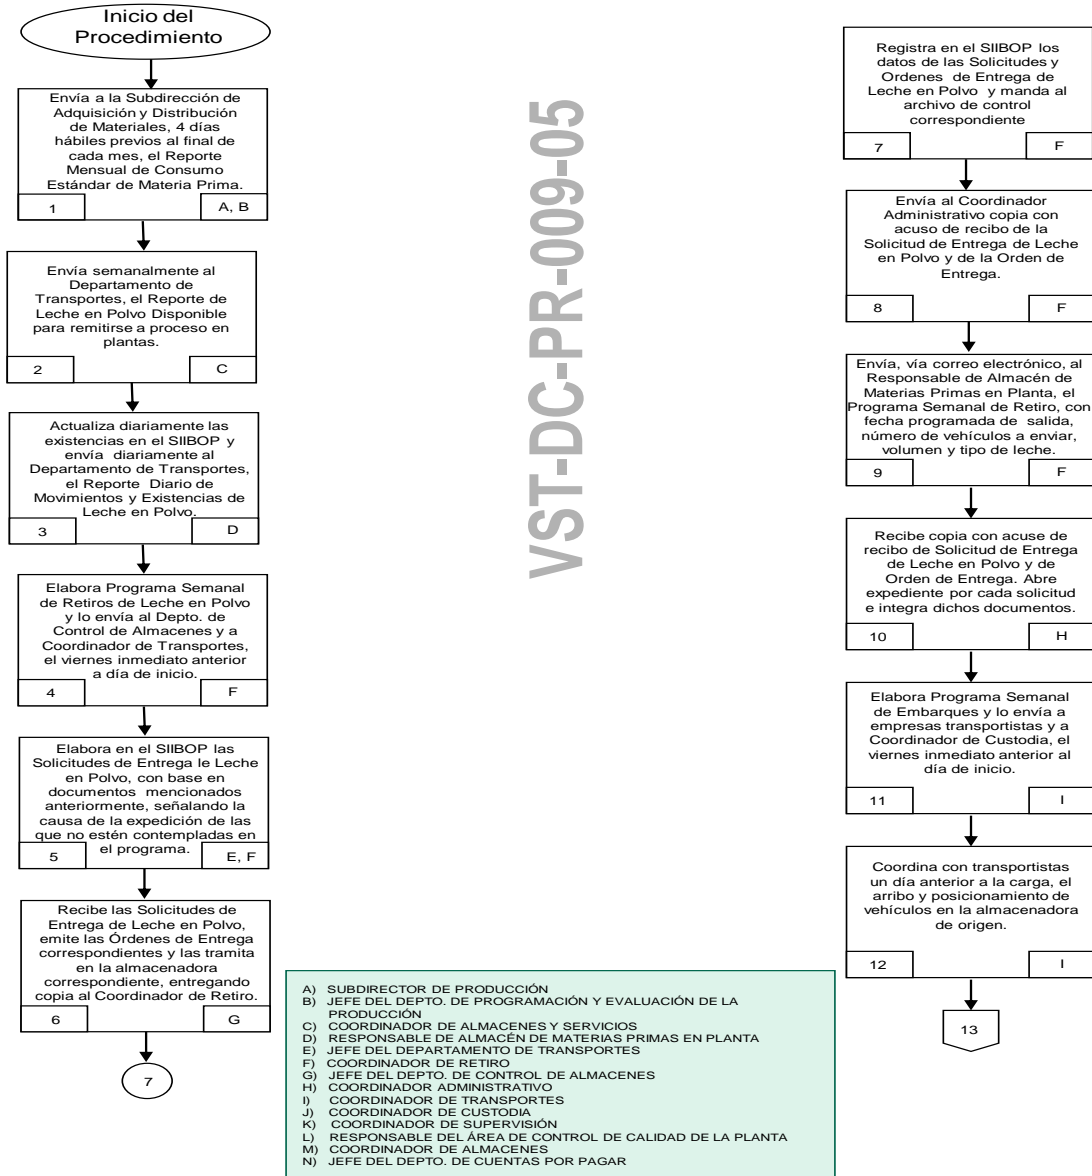 Inicio del
Procedimiento
Envía a la Subdirección de
Adquisición y Distribución
de Materiales, 4 días
hábiles previos al final de
cada mes, el Reporte
Mensual de Consumo
Estándar de Materia Prima.
1
A, B
Envía semanalmente al
Departamento de
Transportes, el Reporte de
Leche en Polvo Disponible
para remitirse a proceso en
plantas.
2
C
Actualiza diariamente las
existencias en el SIIBOP y
envía diariamente al
Departamento de Transportes,
el Reporte Diario de
Movimientos y Existencias de
Leche en Polvo.
3
D
Elabora Programa Semanal
de Retiros de Leche en Polvo
y lo envía al Depto. de
Control de Almacenes y a
Coordinador de Transportes,
el viernes inmediato anterior
a día de inicio.
4
F
Elabora en el SIIBOP las
Solicitudes de Entrega le Leche
en Polvo, con base en
documentos mencionados
anteriormente, señalando la
causa de la expedición de las
que no estén contempladas en
el programa.
5
E, F
Recibe las Solicitudes de
Entrega de Leche en Polvo,
emite las Órdenes de Entrega
correspondientes y las tramita
en la almacenadora
correspondiente, entregando
copia al Coordinador de Retiro.
6
G
7
VST-DC-PR-009-05
Registra en el SIIBOP los
datos de las Solicitudes y
Ordenes de Entrega de
Leche en Polvo y manda al
archivo de control
correspondiente
7
F
Envía al Coordinador
Administrativo copia con
acuso de recibo de la
Solicitud de Entrega de Leche
en Polvo y de la Orden de
Entrega.
8
F
Envía, vía correo electrónico, al
Responsable de Almacén de
Materias Primas en Planta, el
Programa Semanal de Retiro, con
fecha programada de salida,
número de vehículos a enviar,
volumen y tipo de leche.
9
F
Recibe copia con acuse de
recibo de Solicitud de Entrega
de Leche en Polvo y de
Orden de Entrega. Abre
expediente por cada solicitud
e integra dichos documentos.
10
H
Elabora Programa Semanal
de Embarques y lo envía a
empresas transportistas y a
Coordinador de Custodia, el
viernes inmediato anterior al
día de inicio.
11
I
Coordina con transportistas
un día anterior a la carga, el
arribo y posicionamiento de
vehículos en la almacenadora
de origen.
12
I
13
A) SUBDIRECTOR DE PRODUCCIÓN
B) JEFE DEL DEPTO. DE PROGRAMACIÓN Y EVALUACIÓN DE LA
PRODUCCIÓN
C) COORDINADOR DE ALMACENES Y SERVICIOS
D) RESPONSABLE DE ALMACÉN DE MATERIAS PRIMAS EN PLANTA
E) JEFE DEL DEPARTAMENTO DE TRANSPORTES
F) COORDINADOR DE RETIRO
G) JEFE DEL DEPTO. DE CONTROL DE ALMACENES
H) COORDINADOR ADMINISTRATIVO
I) COORDINADOR DE TRANSPORTES
J) COORDINADOR DE CUSTODIA
K) COORDINADOR DE SUPERVISIÓN
L) RESPONSABLE DEL ÁREA DE CONTROL DE CALIDAD DE LA PLANTA
M) COORDINADOR DE ALMACENES
N) JEFE DEL DEPTO. DE CUENTAS POR PAGAR